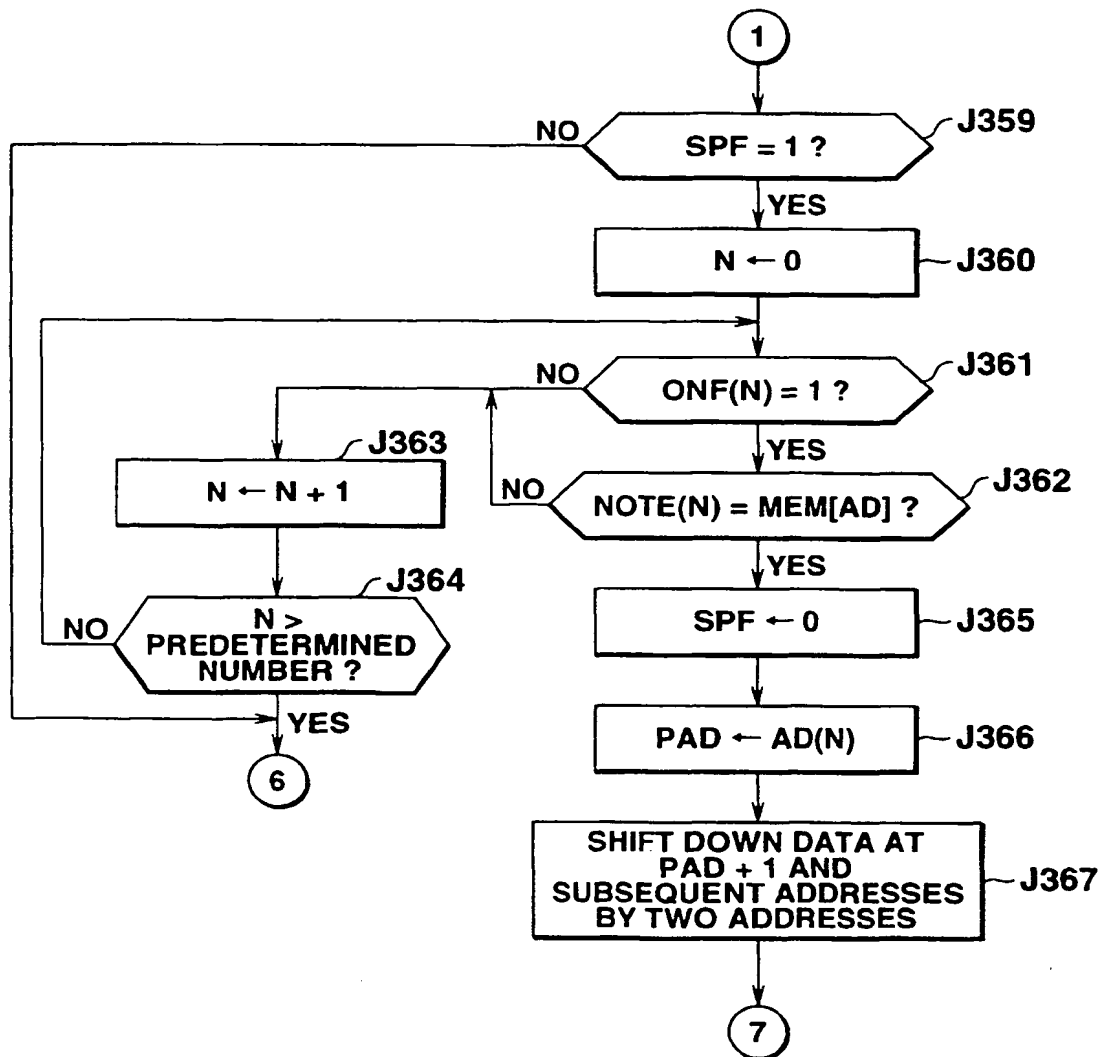 1
J359
NO
SPF = 1 ?
YES
N ← 0
J360
J361
NO
ONF(N) = 1 ?
YES
J363
N ← N + 1
J362
NO
NOTE(N) = MEM[AD] ?
YES
J364
NO
N >
PREDETERMINED
NUMBER ?
YES
SPF ← 0
J365
PAD ← AD(N)
J366
6
SHIFT DOWN DATA AT
PAD + 1 AND
SUBSEQUENT ADDRESSES
BY TWO ADDRESSES
J367
7